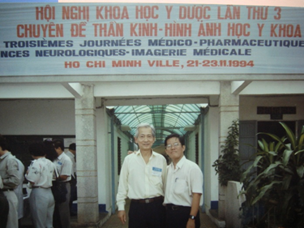 HỘI NGHỊ KHOA HỌC Y DƯỢC LẦN THỨ 3
CHUYÊN ĐỀ THẦN KINH-HÌNH ẢNH HỌC Y KHOA
TROISIÈMES JOURNÉES MÉDICO-PHARMACEUTIQUE
NCES NEUROLOGIQUES-IMAGERIE MÉDICALE
HO CHI MINH VILLE, 21-23.11.1994